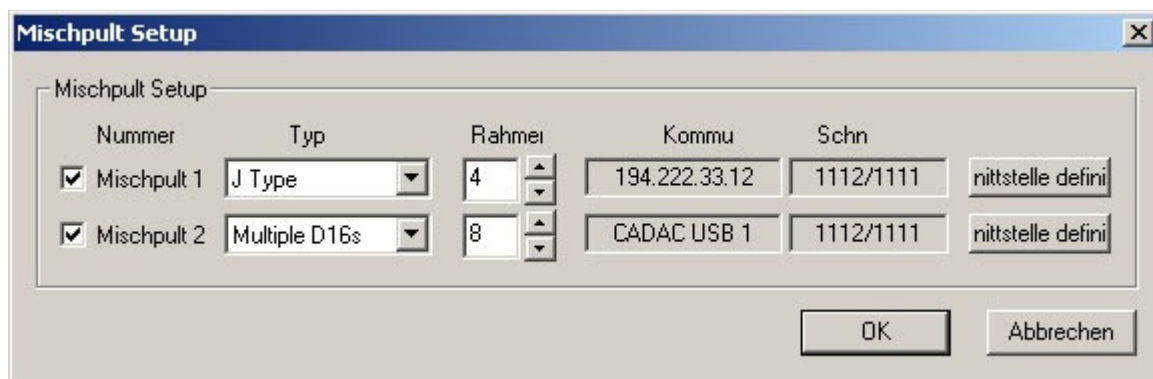 Mischpult Setup
Mischpult Setup
Nummer Typ Rahmer Kommu Schn
Mischpult 1 J Type 4 194.222.33.12 1112/1111 nittstelle defini
Mischpult 2 Multiple D16s 8 CADAC USB 1 1112/1111 nittstelle defini
OK Abbrechen